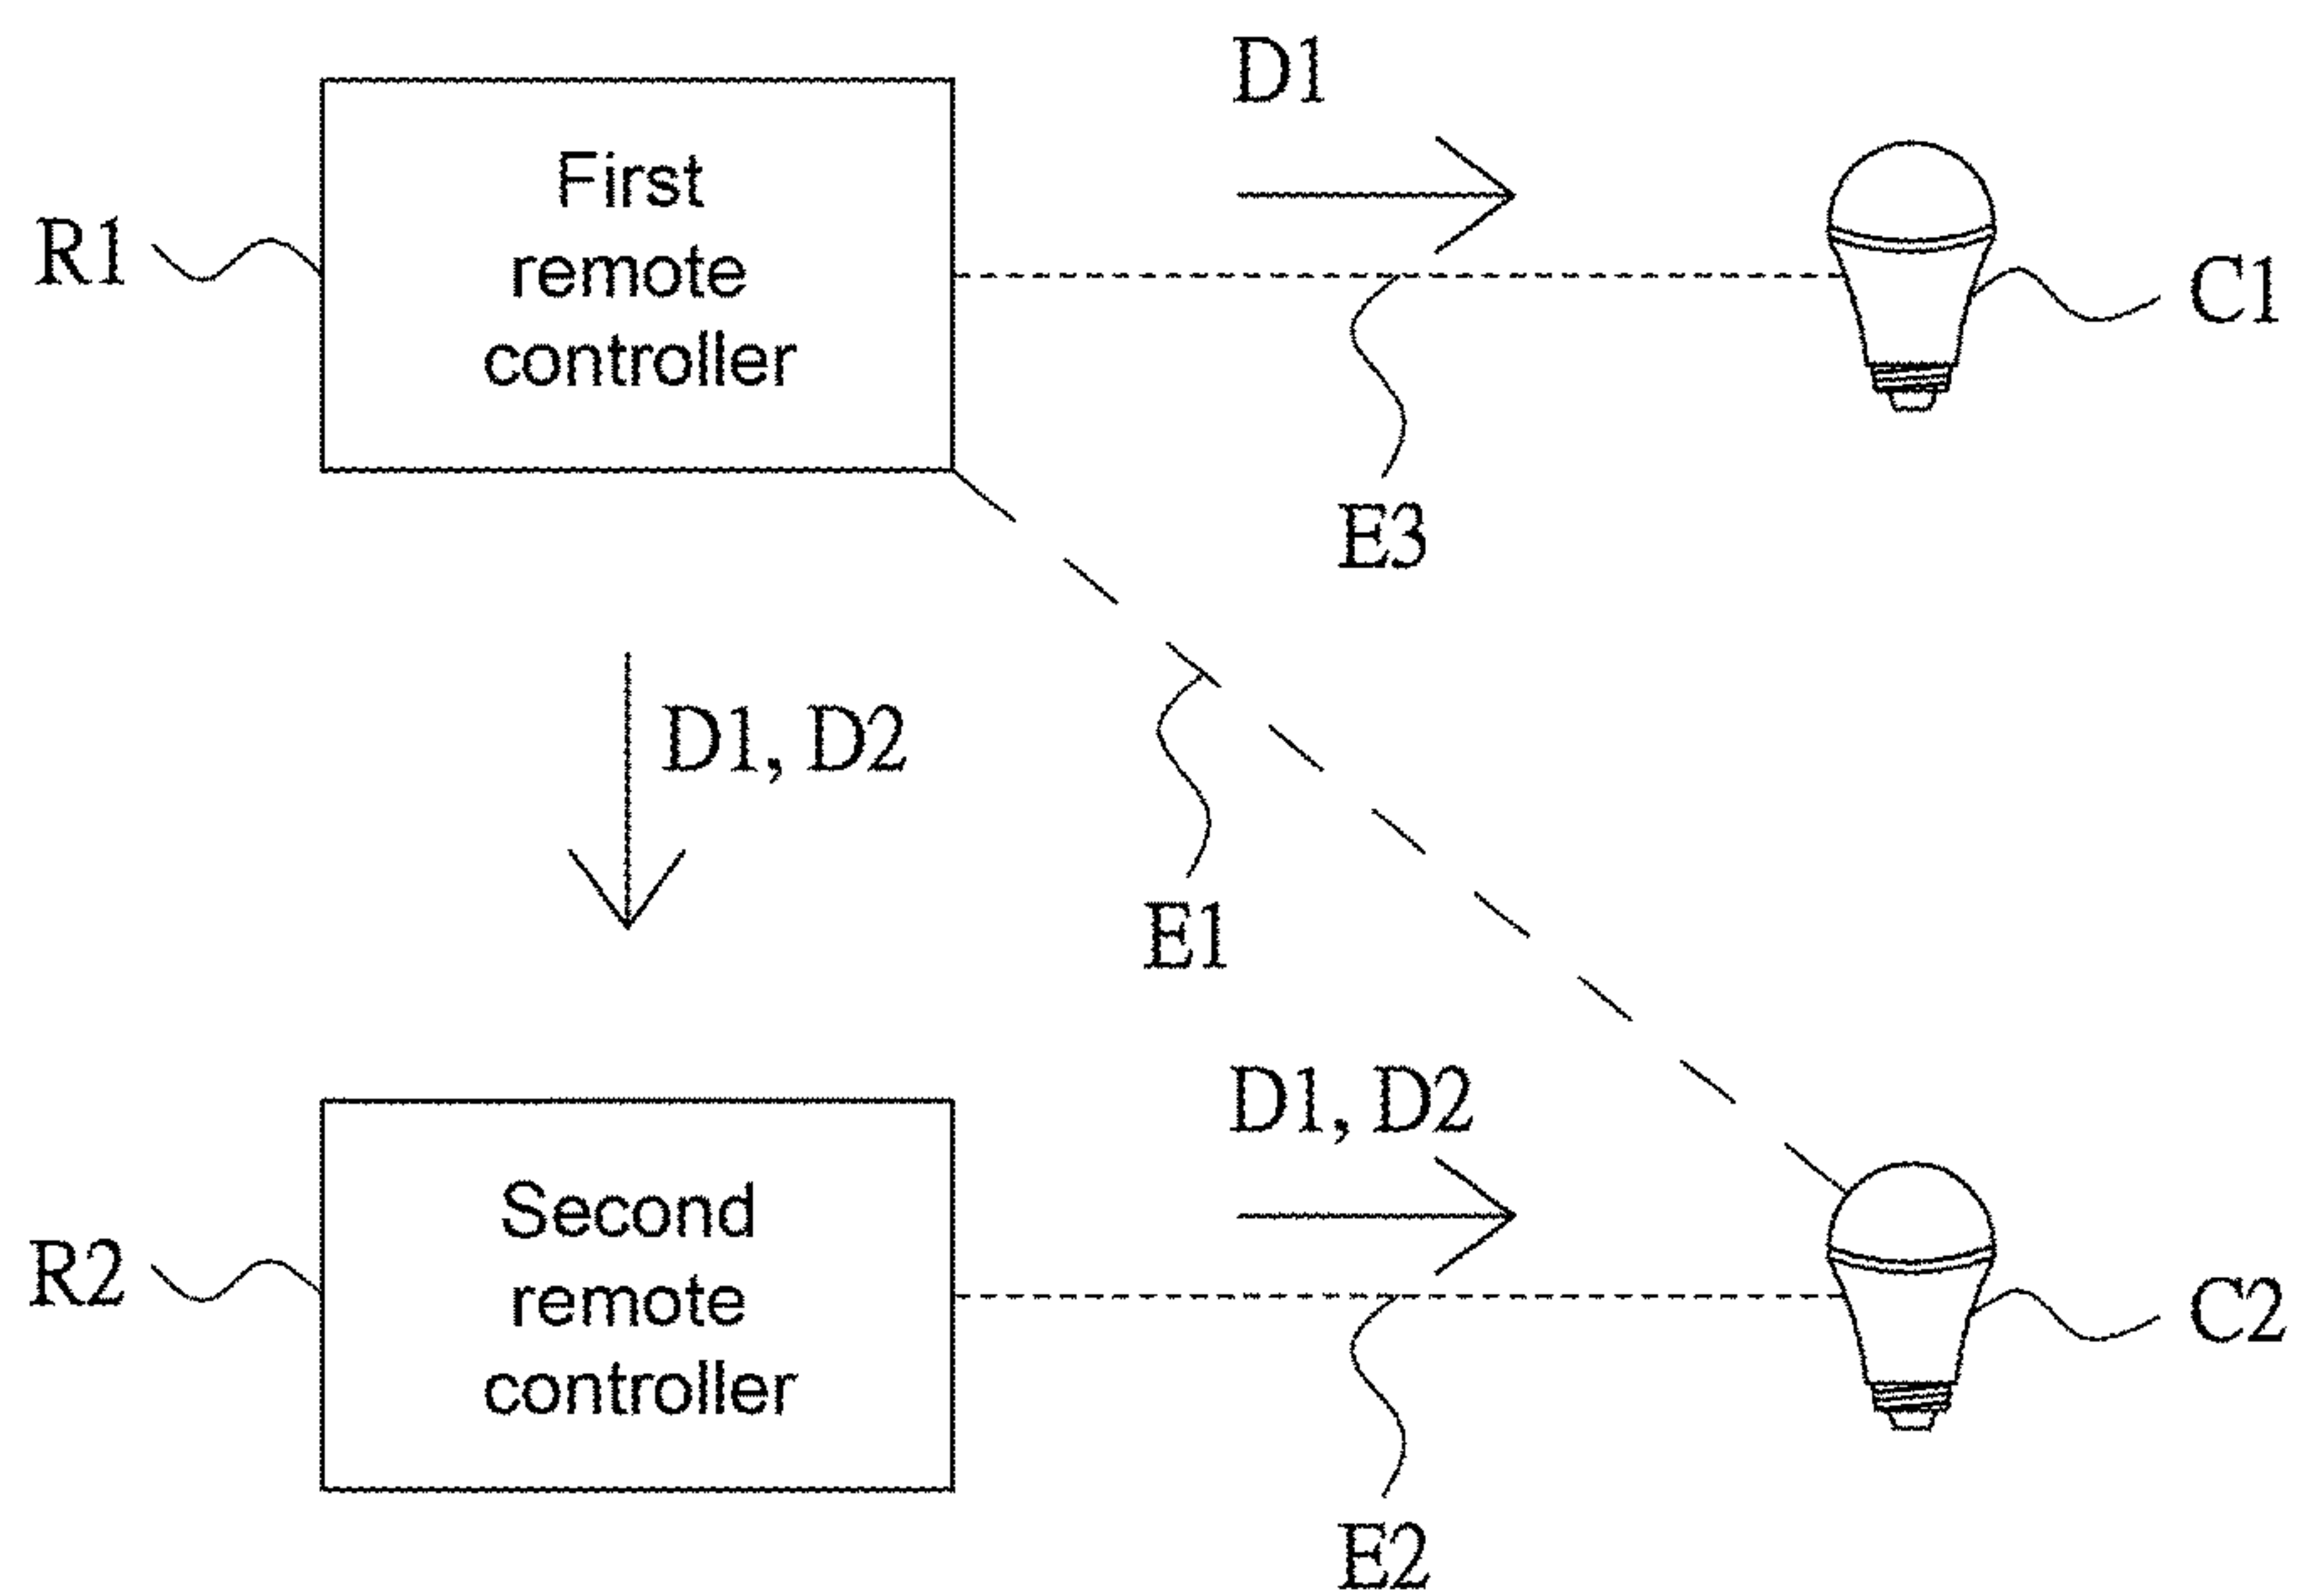 D1
First
remote
controller
R1
C1
E3
D1, D2
E1
D1, D2
Second
remote
controller
R2
C2
E2